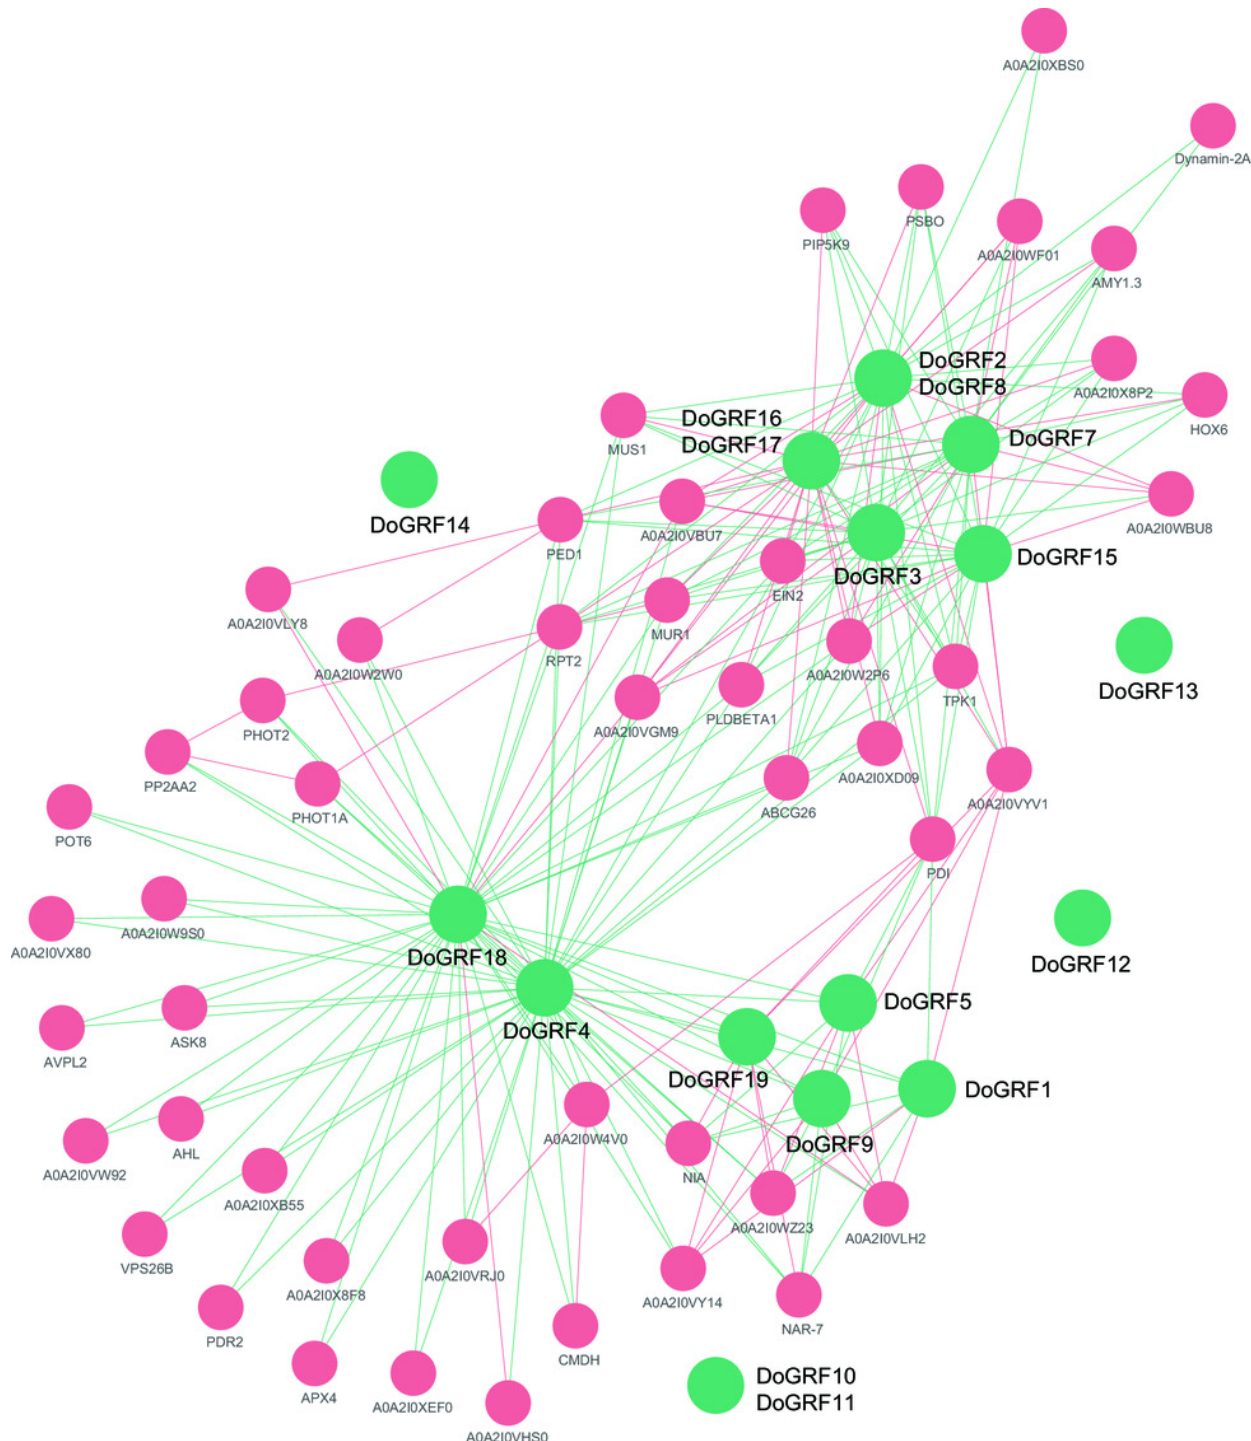 A0A2I0XBS0
Dynamin-2A
PSBO
PIP5K9
A0A2I0WF01
AMY1.3
DoGRF2
DoGRF8
A0A2I0X8P2
HOX6
DoGRF16
DoGRF17
DoGRF7
MUS1
A0A2I0WBU8
DoGRF14
A0A2I0VBU7
PED1
DoGRF15
DoGRF3
EIN2
A0A2I0VLY8
MUR1
RPT2
A0A2I0W2W0
A0A2I0W2P6
DoGRF13
TPK1
PLDBETA1
A0A2I0VGM9
PHOT2
PP2AA2
A0A2I0XD09
A0A2I0VYV1
PHOT1A
ABCG26
POT6
PDI
A0A2I0W9S0
A0A2I0VX80
DoGRF18
DoGRF12
DoGRF5
DoGRF4
ASK8
AVPL2
DoGRF19
DoGRF1
A0A2I0W4V0
DoGRF9
AHL
A0A2I0VW92
NIA
A0A2I0XB55
A0A2I0WZ23
A0A2I0VLH2
VPS26B
A0A2I0VRJ0
A0A2I0X8F8
A0A2I0VY14
NAR-7
PDR2
CMDH
DoGRF10
DoGRF11
APX4
A0A2I0XEF0
A0A2I0VHS0